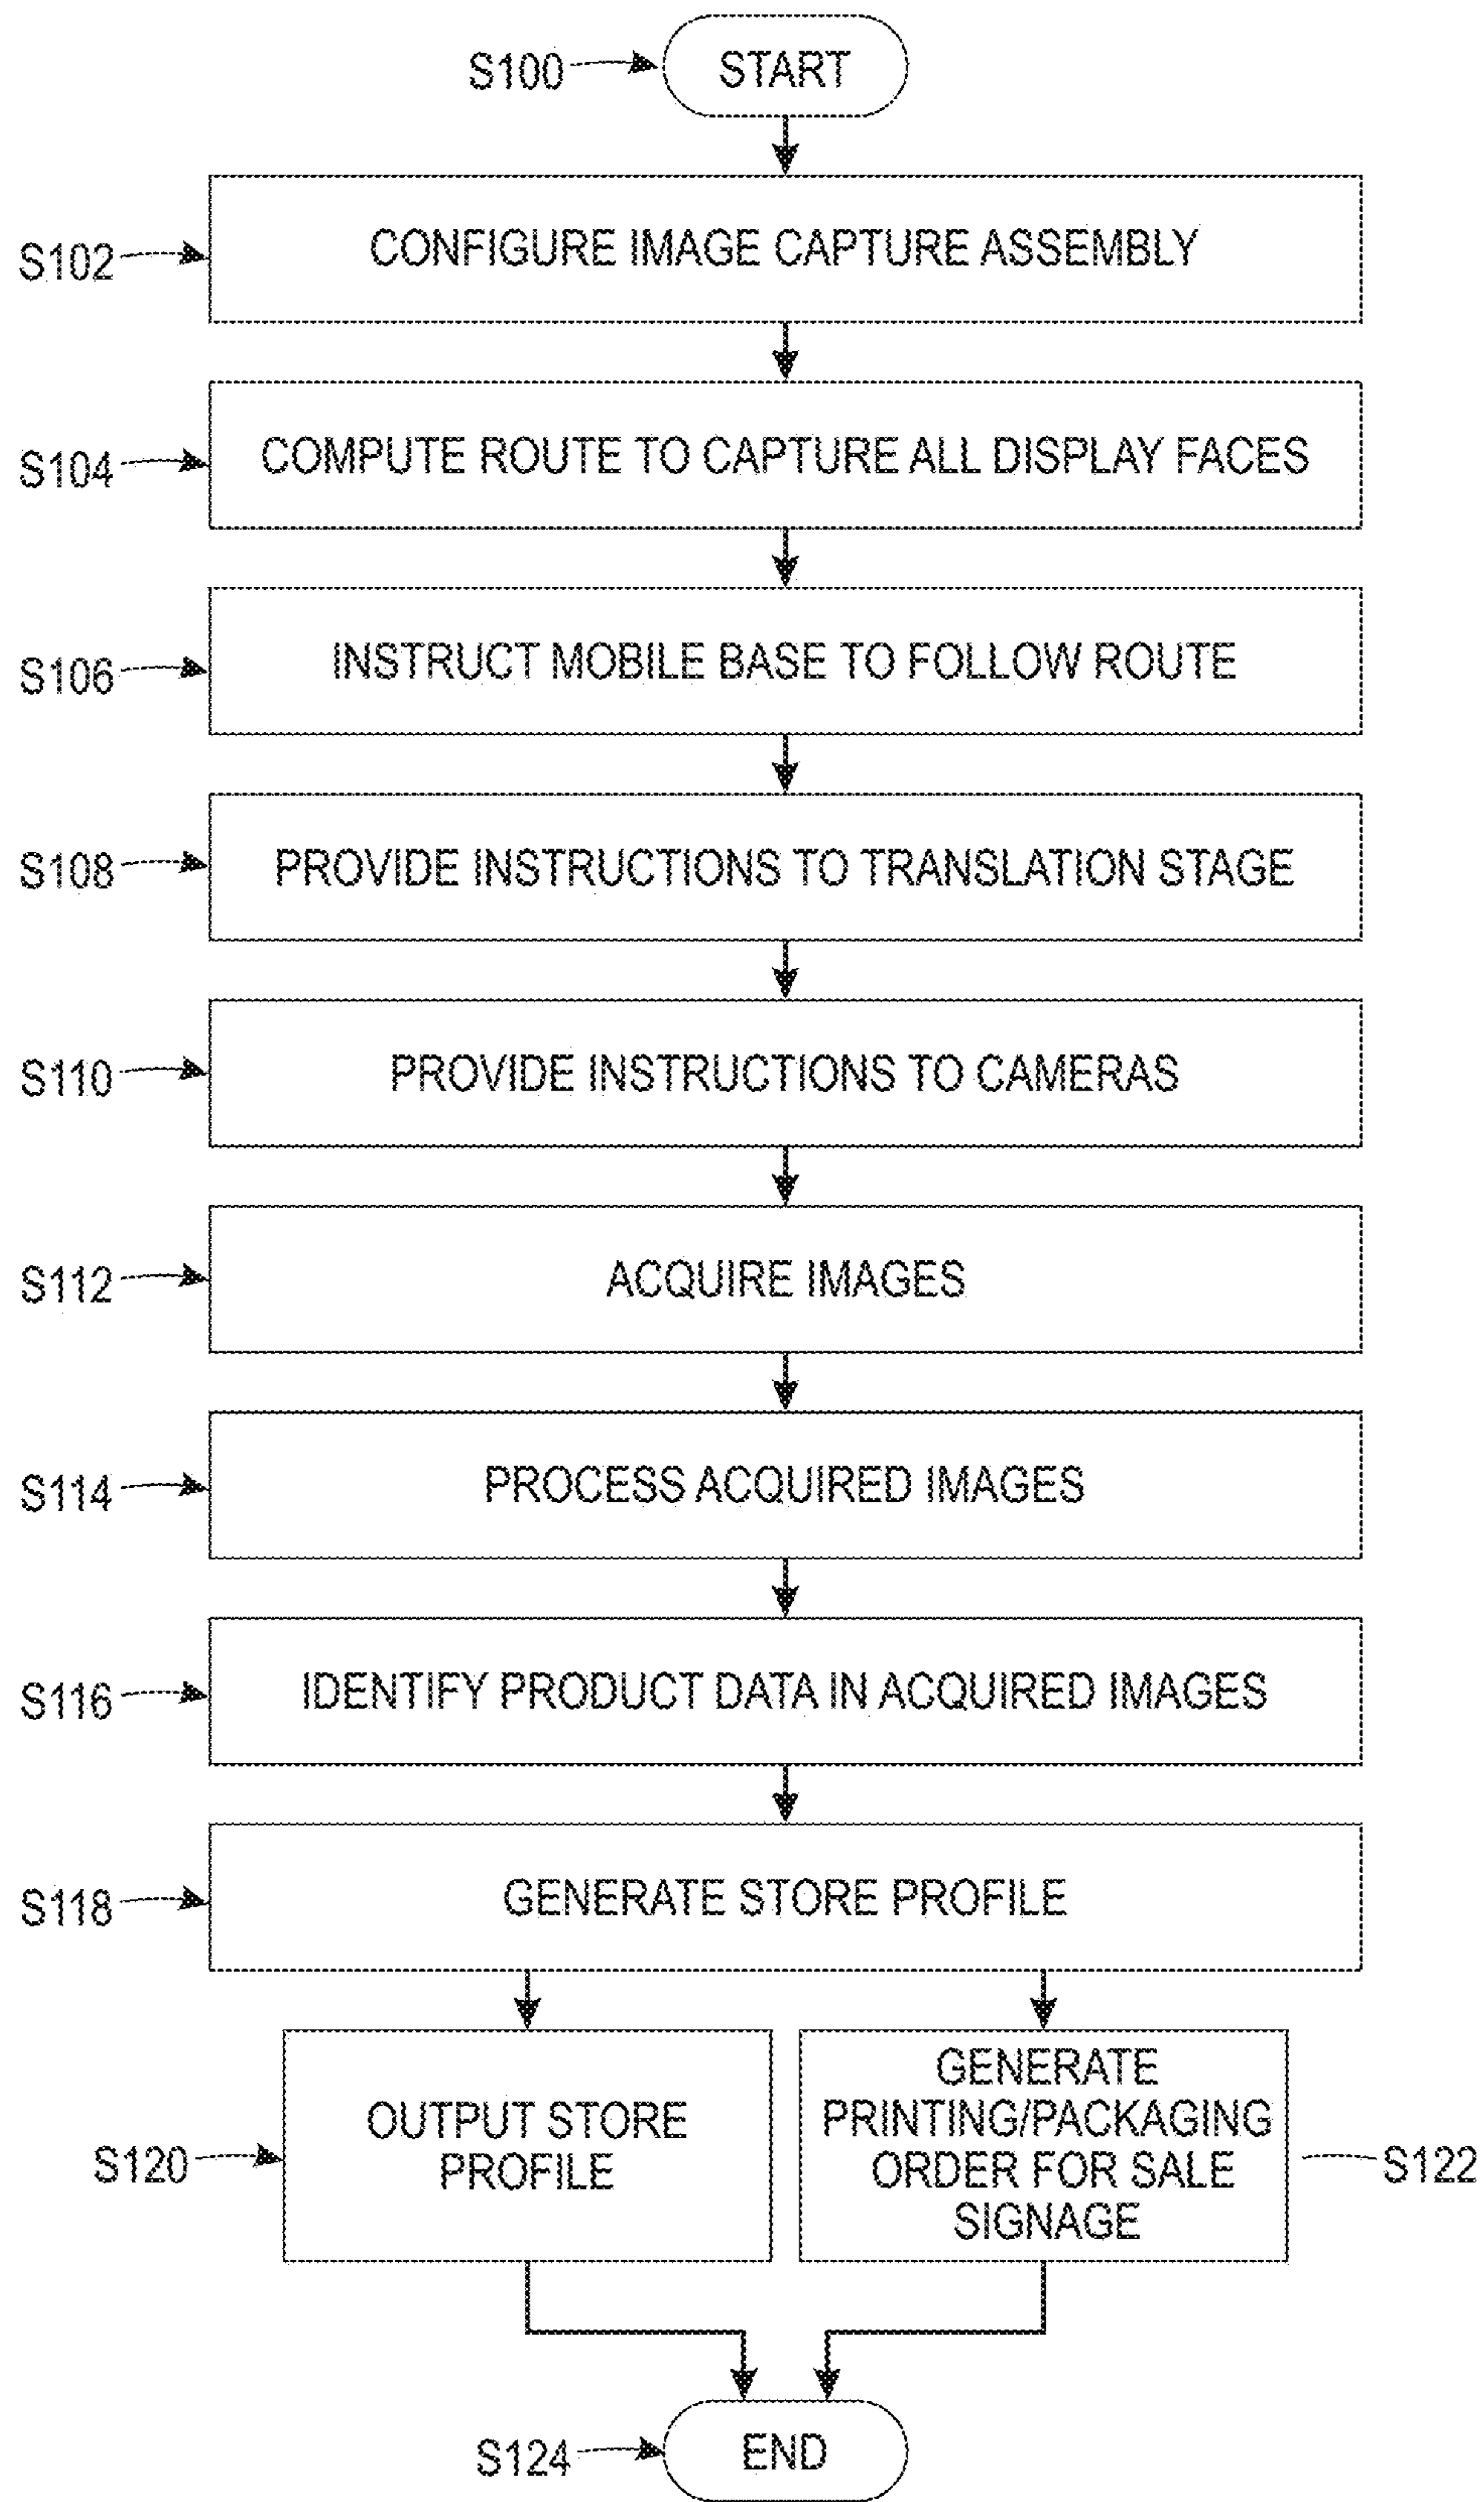 S100
START
S102
CONFIGURE IMAGE CAPTURE ASSEMBLY
S104
COMPUTE ROUTE TO CAPTURE ALL DISPLAY FACES
S106
INSTRUCT MOBILE BASE TO FOLLOW ROUTE
S108
PROVIDE INSTRUCTIONS TO TRANSLATION STAGE
S110
PROVIDE INSTRUCTIONS TO CAMERAS
S112
ACQUIRE IMAGES
S114
PROCESS ACQUIRED IMAGES
S116
IDENTIFY PRODUCT DATA IN ACQUIRED IMAGES
S118
GENERATE STORE PROFILE
S120
OUTPUT STORE
PROFILE
GENERATE
PRINTING/PACKAGING
ORDER FOR SALE
SIGNAGE
S122
S124
END